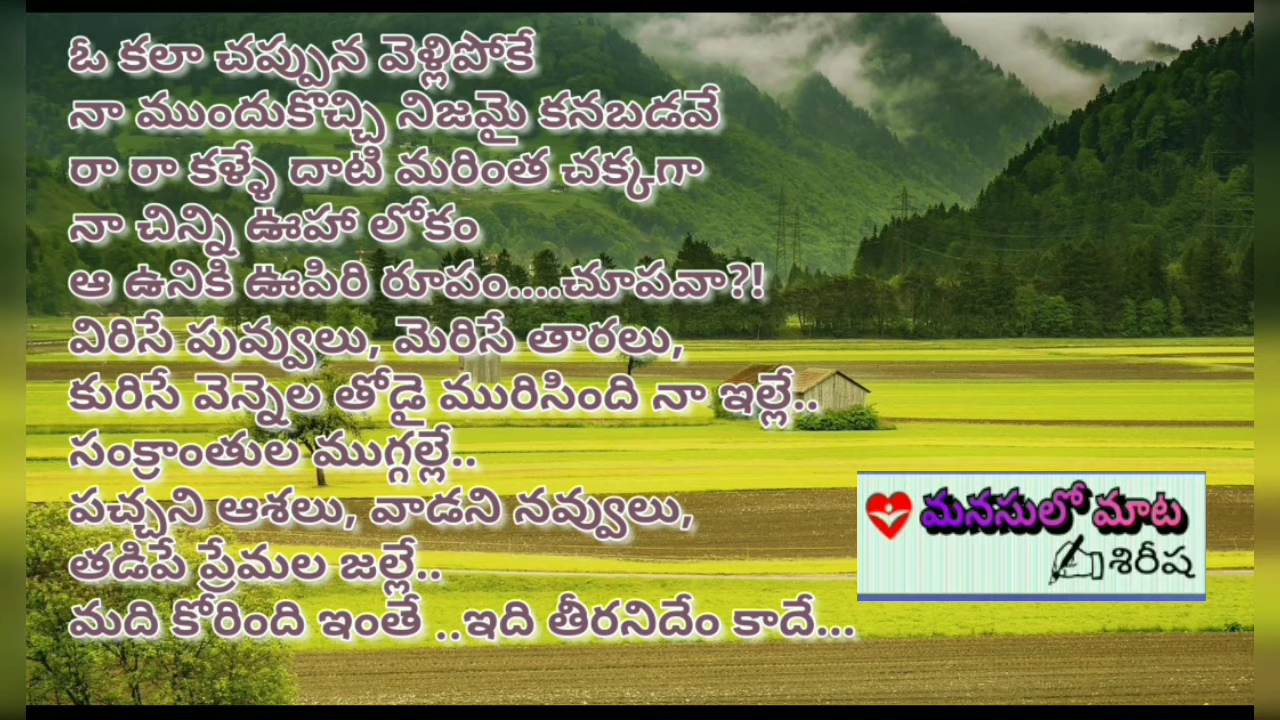 ఓ కలా చప్పున వెళ్లిపోకే
నా ముందుకొచ్చి నిజమై కనబడవే
రా రా కళ్ళే దాటి మరింత చక్కగా
నా చిన్ని ఊహా లోకం
ఆ ఉనికి ఊపిరి రూపం....చూపవా?!
విరిసే పువ్వులు, మెరిసే తారలు,
కురిసే వెన్నెల తోడై మురిసింది నా ఇల్లే..
సంక్రాంతుల ముగ్గల్లే..
పచ్చని ఆశలు, వాడని నవ్వులు,
తడిపే ప్రేమల జల్లే..
మది కోరింది ఇంతే ..ఇది తీరనిదేం కాదే...
మనసులో మాట
శిరీష